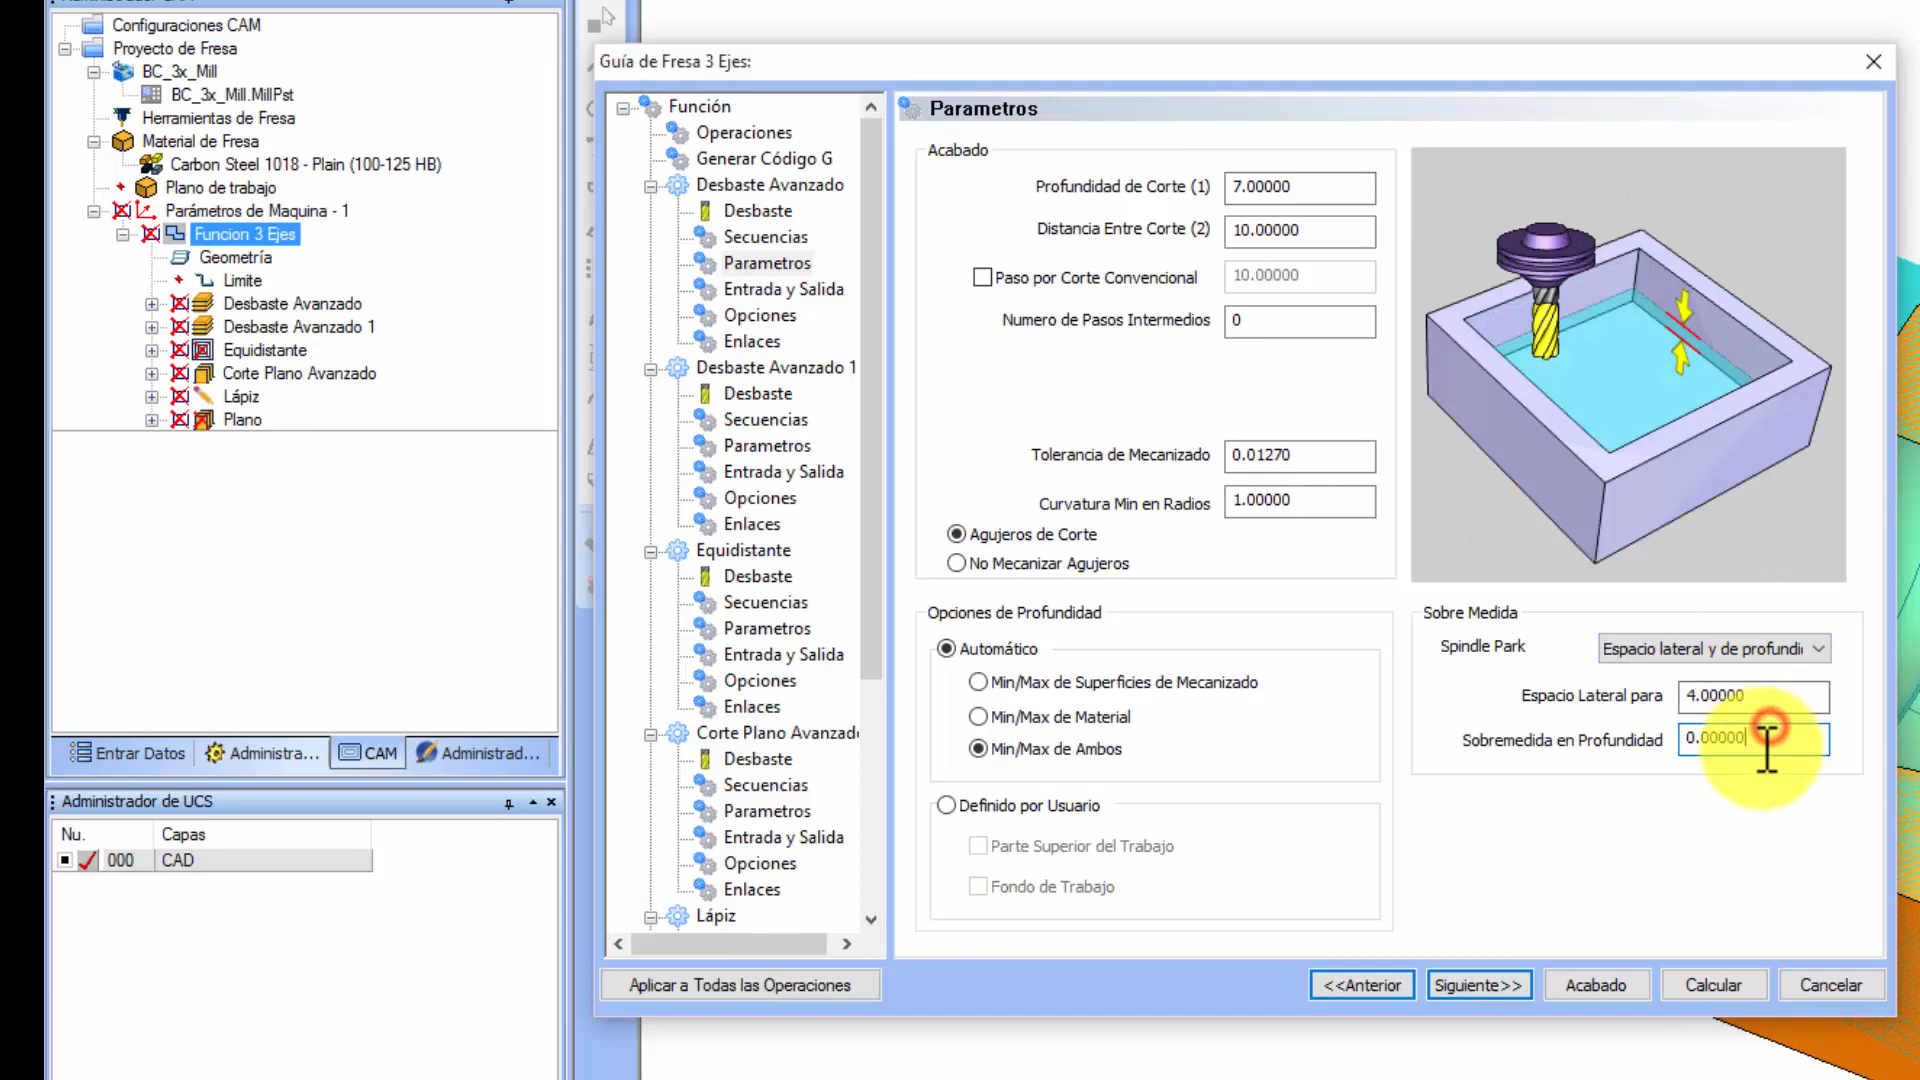 Administrador CAM
Configuraciones CAM
Proyecto de Fresa
BC_3x_Mill
BC_3x_Mill.MillPst
Herramientas de Fresa
Material de Fresa
Carbon Steel 1018 - Plain (100-125 HB)
Plano de trabajo
Parámetros de Maquina - 1
Funcion 3 Ejes
Geometría
Limite
Desbaste Avanzado
Desbaste Avanzado 1
Equidistante
Corte Plano Avanzado
Lápiz
Plano
Entrar Datos
Administra...
CAM
Administrad...
Administrador de UCS
Nu. Capas
000 CAD
Guía de Fresa 3 Ejes:
Función
Operaciones
Generar Código G
Desbaste Avanzado
Desbaste
Secuencias
Parametros
Entrada y Salida
Opciones
Enlaces
Desbaste Avanzado 1
Desbaste
Secuencias
Parametros
Entrada y Salida
Opciones
Enlaces
Equidistante
Desbaste
Secuencias
Parametros
Entrada y Salida
Opciones
Enlaces
Corte Plano Avanzad
Desbaste
Secuencias
Parametros
Entrada y Salida
Opciones
Enlaces
Lápiz
Aplicar a Todas las Operaciones
Parametros
Acabado
Profundidad de Corte (1) 7.00000
Distancia Entre Corte (2) 10.00000
Paso por Corte Convencional 10.00000
Numero de Pasos Intermedios 0
Tolerancia de Mecanizado 0.01270
Curvatura Min en Radios 1.00000
Agujeros de Corte
No Mecanizar Agujeros
Opciones de Profundidad
Automático
Min/Max de Superficies de Mecanizado
Min/Max de Material
Min/Max de Ambos
Definido por Usuario
Parte Superior del Trabajo
Fondo de Trabajo
Sobre Medida
Spindle Park Espacio lateral y de profundi
Espacio Lateral para 4.00000
Sobremedida en Profundidad 0.00000
<<Anterior
Siguiente>>
Acabado
Calcular
Cancelar